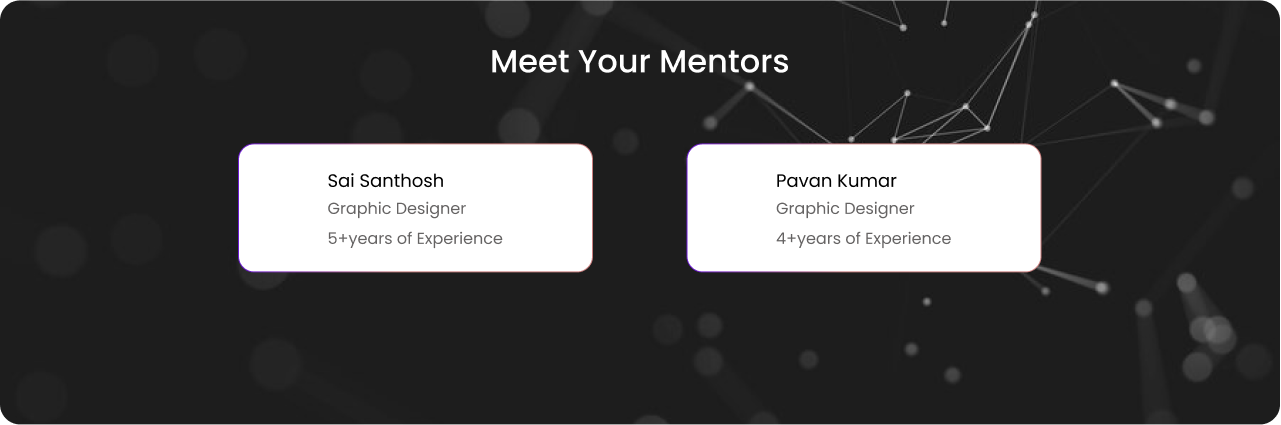 Meet Your Mentors
Sai Santhosh
Graphic Designer
5+years of Experience
Pavan Kumar
Graphic Designer
4+years of Experience